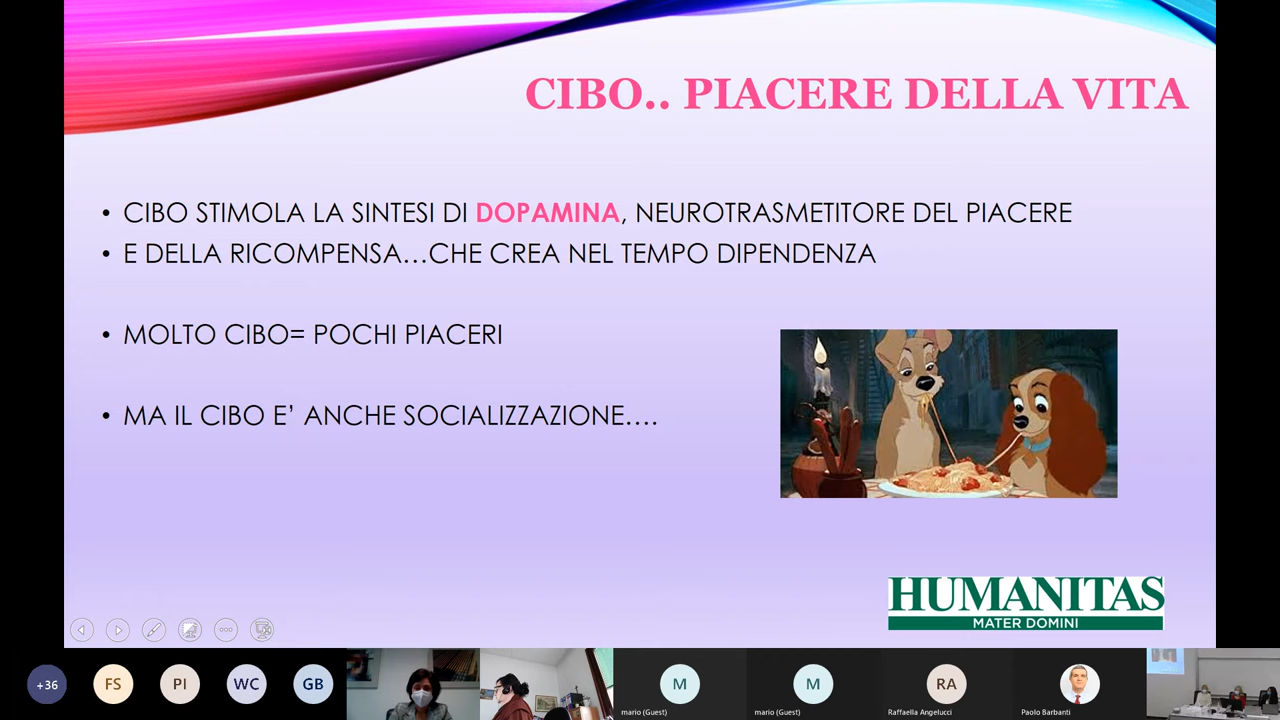 CIBO.. PIACERE DELLA VITA
• CIBO STIMOLA LA SINTESI DI DOPAMINA, NEUROTRASMETITORE DEL PIACERE
• E DELLA RICOMPENSA…CHE CREA NEL TEMPO DIPENDENZA
• MOLTO CIBO= POCHI PIACERI
• MA IL CIBO E’ ANCHE SOCIALIZZAZIONE….
HUMANITAS
MATER DOMINI
+36
FS
PI
WC
GB
M
mario (Guest)
M
mario (Guest)
RA
Raffaella Angelucci
Paolo Barbanti